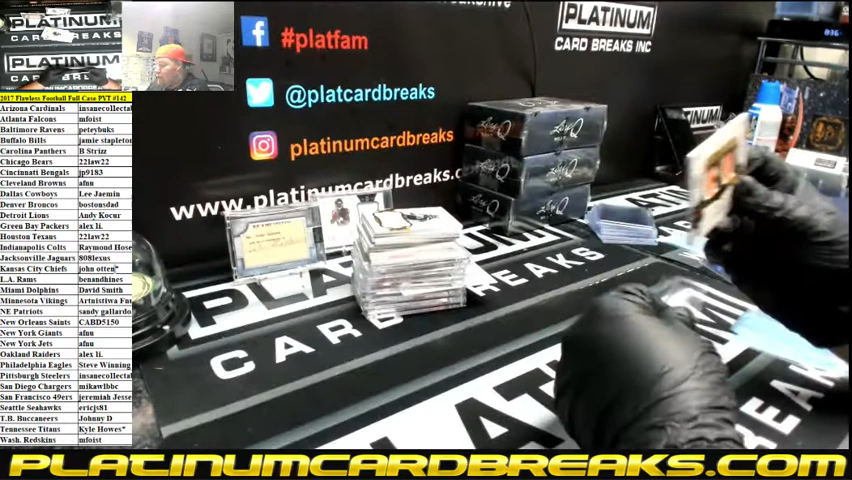 PLATINUM
CARD BREAKS
PLATINUM
#platfam
@platcardbreaks
platinumcardbreaks
www.platinumcardbreaks.c
PLATINUM
CARD BREAKS INC
2017 Flawless Football Full Case PYT #142
Arizona Cardinals insanecollectab
Atlanta Falcons mfoist
Baltimore Ravens peteybuks
Buffalo Bills jamie stapleton
Carolina Panthers B Strizz
Chicago Bears 22law22
Cincinnati Bengals jp9183
Cleveland Browns afnu
Dallas Cowboys Lee Jaemin
Denver Broncos bostonsdad
Detroit Lions Andy Kocur
Green Bay Packers alex li.
Houston Texans 22law22
Indianapolis Colts Raymond Hose
Jacksonville Jaguars 808lexus
Kansas City Chiefs john otten*
L.A. Rams benandhines
Miami Dolphins David Smith
Minnesota Vikings Artnistiwa Fu
NE Patriots sandy gallardo
New Orleans Saints CABD5150
New York Giants afnu
New York Jets afnu
Oakland Raiders alex li.
Philadelphia Eagles Steve Winning
Pittsburgh Steelers insanecollectab
San Diego Chargers mikawlbbc
San Francisco 49ers jeremiah Jesse
Seattle Seahawks ericjs81
T.B. Buccaneers Johnny D
Tennessee Titans Kyle Howes*
Wash. Redskins mfoist
PLATINUM
CARD BREAKS
PLATINUMCARDBREAKS.COM